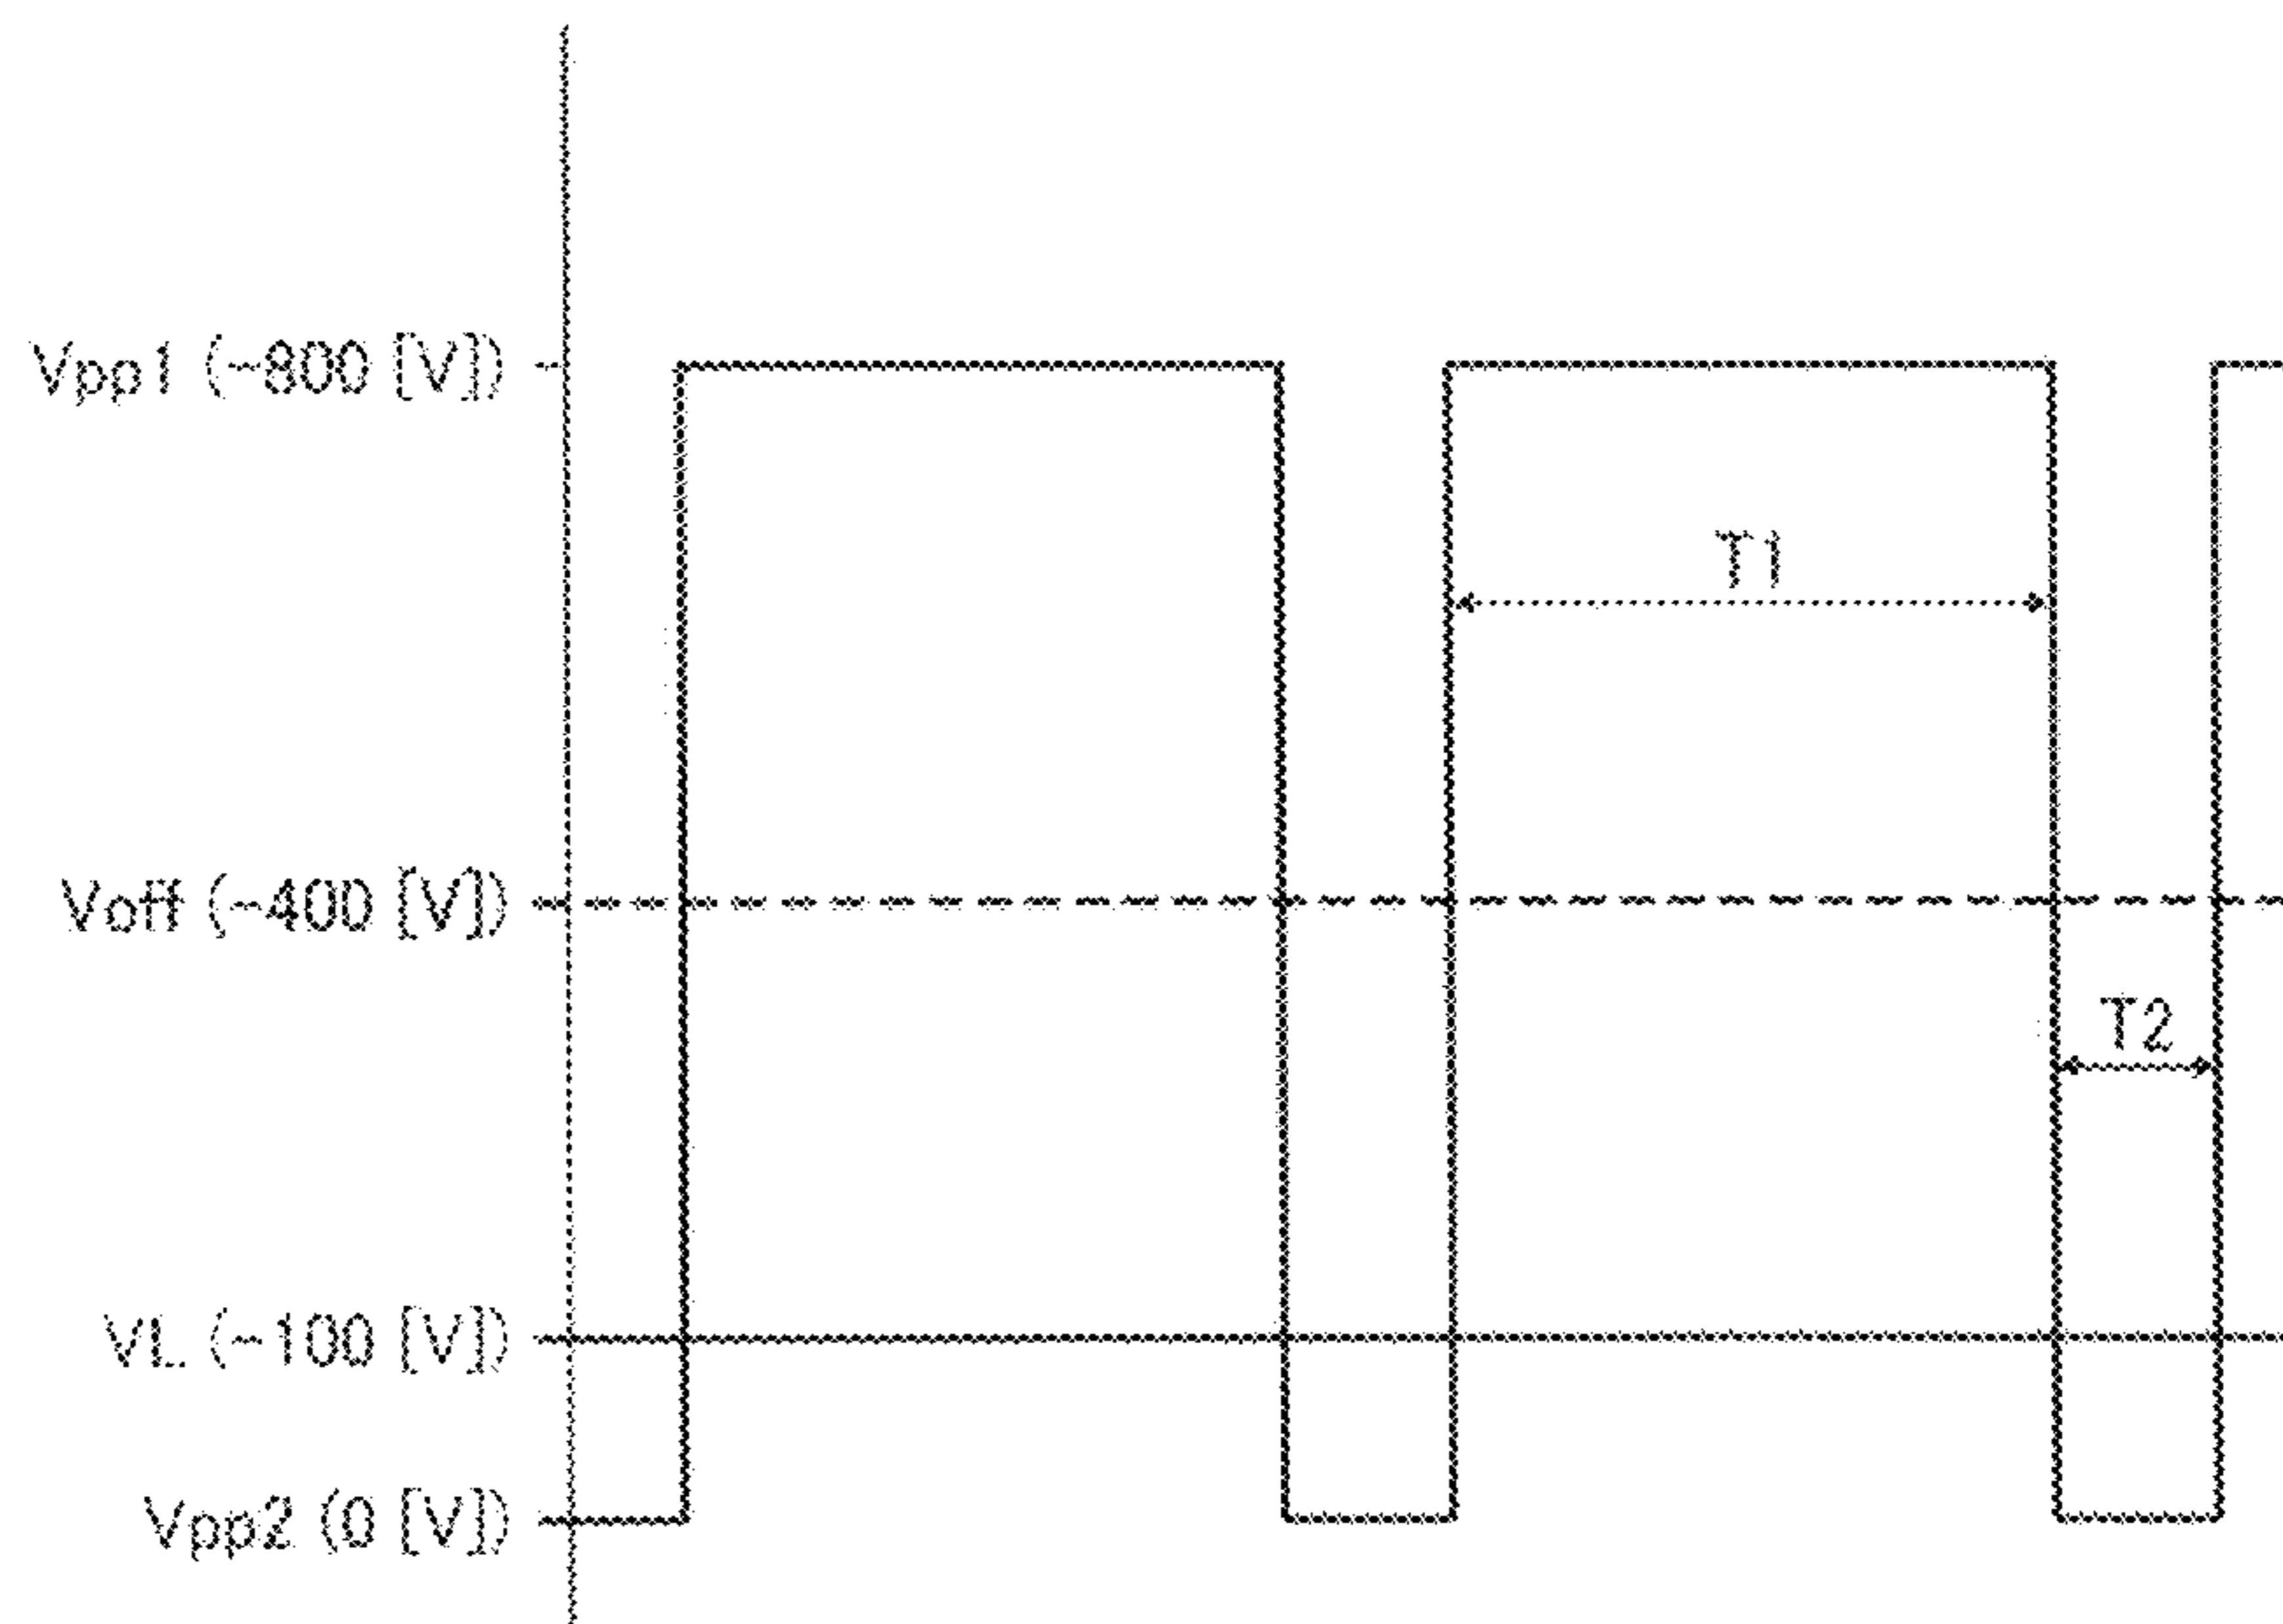 Vpp1 (-800 [V])
T1
Voff (-400 [V])
T2
VL (-100 [V])
Vpp2 (0 [V])